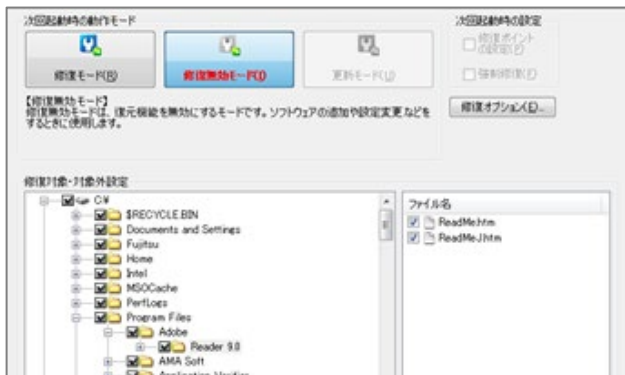 次回起動時の動作モード
修復モード(R)
修復無効モード(I)
更新モード(U)
【修復無効モード】
修復無効モードは、復元機能を無効にするモードです。ソフトウェアの追加や設定変更などを
するときに使用します。
次回起動時の設定
修復ポイント
の設定(P)
強制修復(F)
修復オプション(E)...
修復対象・対象外設定
C:¥
$RECYCLE.BIN
Documents and Settings
Fujitsu
Home
Intel
MSOCache
PerfLogs
Program Files
Adobe
Reader 9.0
AMA Soft
Application Verifier
ファイル名
ReadMe.htm
ReadMeJ.htm